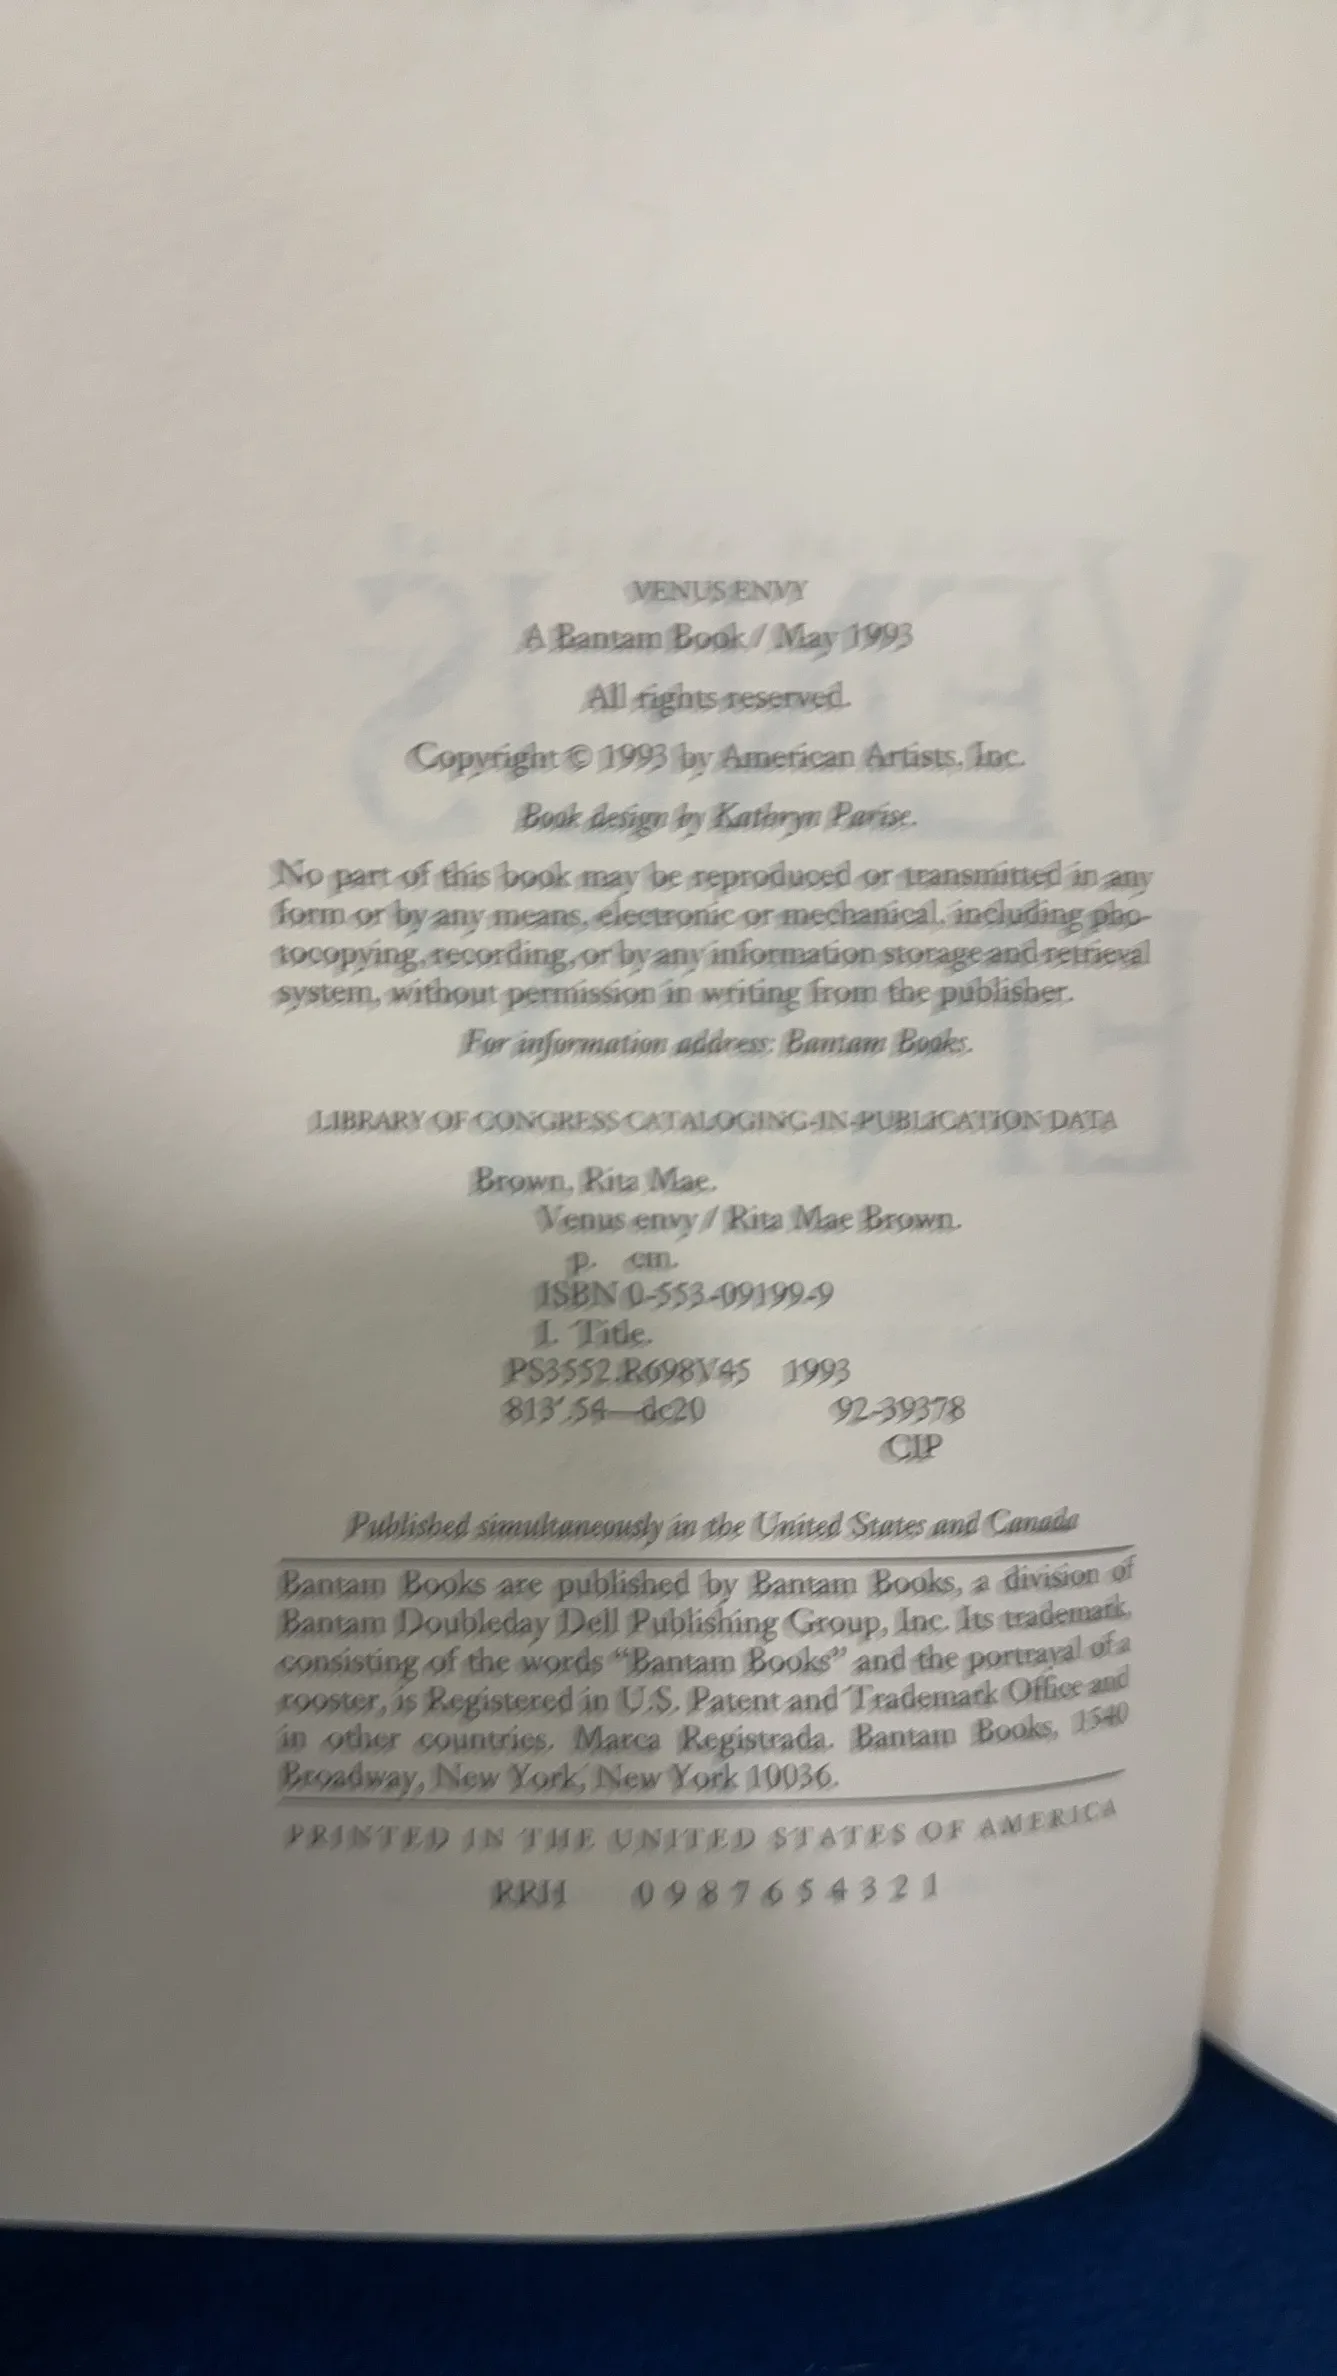 VENUS ENVY
A Bantam Book / May 1993
All rights reserved.
Copyright © 1993 by American Artists, Inc.
Book design by Kathryn Parise.
No part of this book may be reproduced or transmitted in any
form or by any means, electronic or mechanical, including pho-
tocopying, recording, or by any information storage and retrieval
system, without permission in writing from the publisher.
For information address: Bantam Books.
LIBRARY OF CONGRESS CATALOGING-IN-PUBLICATION DATA
Brown, Rita Mae.
Venus envy / Rita Mae Brown.
p. cm.
ISBN 0-553-09199-9
I. Title.
PS3552.R698V45 1993
813'.54—dc20 92-39378
CIP
Published simultaneously in the United States and Canada
Bantam Books are published by Bantam Books, a division of
Bantam Doubleday Dell Publishing Group, Inc. Its trademark,
consisting of the words “Bantam Books” and the portrayal of a
rooster, is Registered in U.S. Patent and Trademark Office and
in other countries. Marca Registrada. Bantam Books, 1540
Broadway, New York, New York 10036.
PRINTED IN THE UNITED STATES OF AMERICA
RRH 0 9 8 7 6 5 4 3 2 1